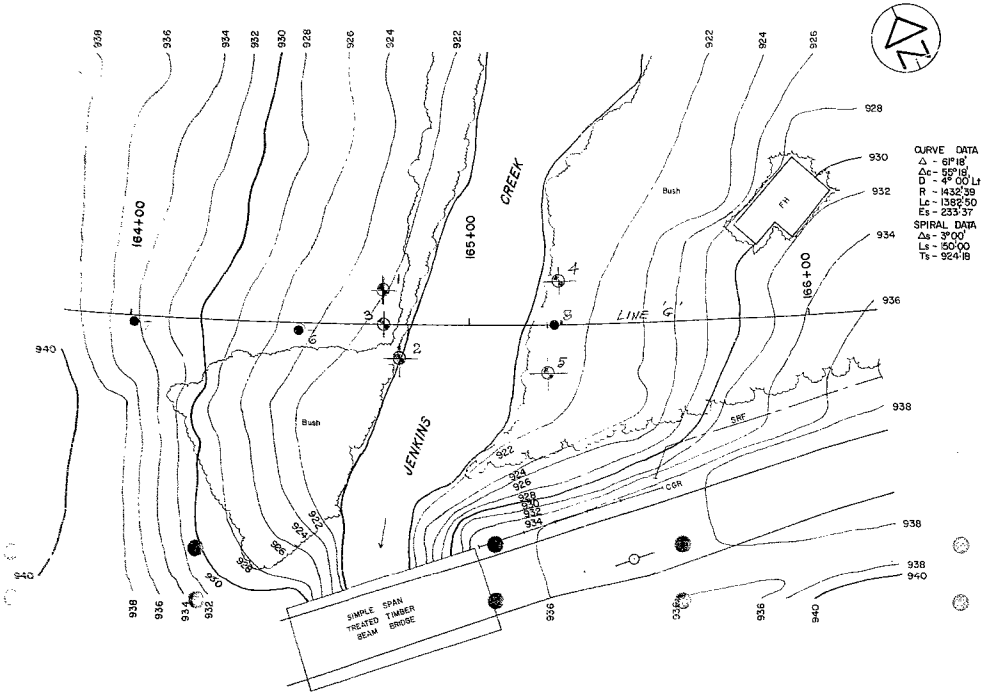 938
936
934
932
930
928
926
924
922
922
924
926
928
930
932
934
936
938
N
CURVE DATA
Δ - 61°18'
Δc - 55°18'
D - 4° 00' Lt
R - 1432.39
Lc - 1382.50
Es - 233.37
SPIRAL DATA
Δs - 3°00'
Ls - 150.00
Ts - 924.18
FH
Bush
CREEK
164+00
165+00
166+00
1
4
3
6
2
8
5
LINE 'G'
940
Bush
JENKINS
SRF
CGR
922
924
926
928
930
932
934
922
924
926
928
930
940
938
936
934
932
938
938
940
936
936
936
940
SIMPLE SPAN
TREATED TIMBER
BEAM BRIDGE